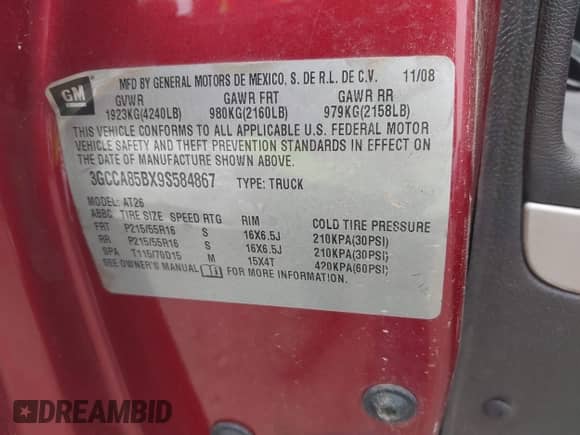 GM
MFD BY GENERAL MOTORS DE MEXICO, S. DE R.L. DE C.V. 11/08
GVWR GAWR FRT GAWR RR
1923KG(4240LB) 980KG(2160LB) 979KG(2158LB)
THIS VEHICLE CONFORMS TO ALL APPLICABLE U.S. FEDERAL MOTOR
VEHICLE SAFETY AND THEFT PREVENTION STANDARDS IN EFFECT ON
THE DATE OF MANUFACTURE SHOWN ABOVE.
3GCCA85BX9S584867 TYPE: TRUCK
MODEL: AT26
ABBC TIRE SIZE SPEED RTG RIM COLD TIRE PRESSURE
FRT P215/55R16 S 16X6.5J 210KPA(30PSI)
RR P215/55R16 S 16X6.5J 210KPA(30PSI)
SPA T115/70D15 M 15X4T 420KPA(60PSI)
SEE OWNER'S MANUAL FOR MORE INFORMATION.
DREAMBID